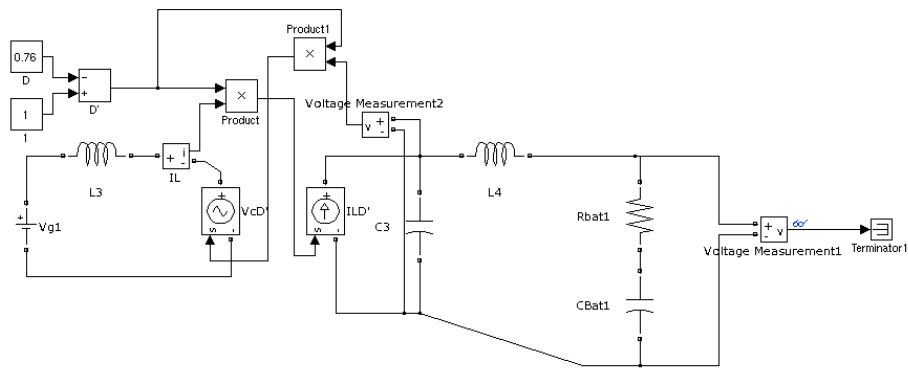 Product1
0.76
D
D'
1
1
Product
Voltage Measurement2
v
+
-
i
+
-
IL
L3
L4
Vg1
VcD'
s
ILD'
s
C3
Rbat1
CBat1
+
-
v
Voltage Measurement1
Terminator1